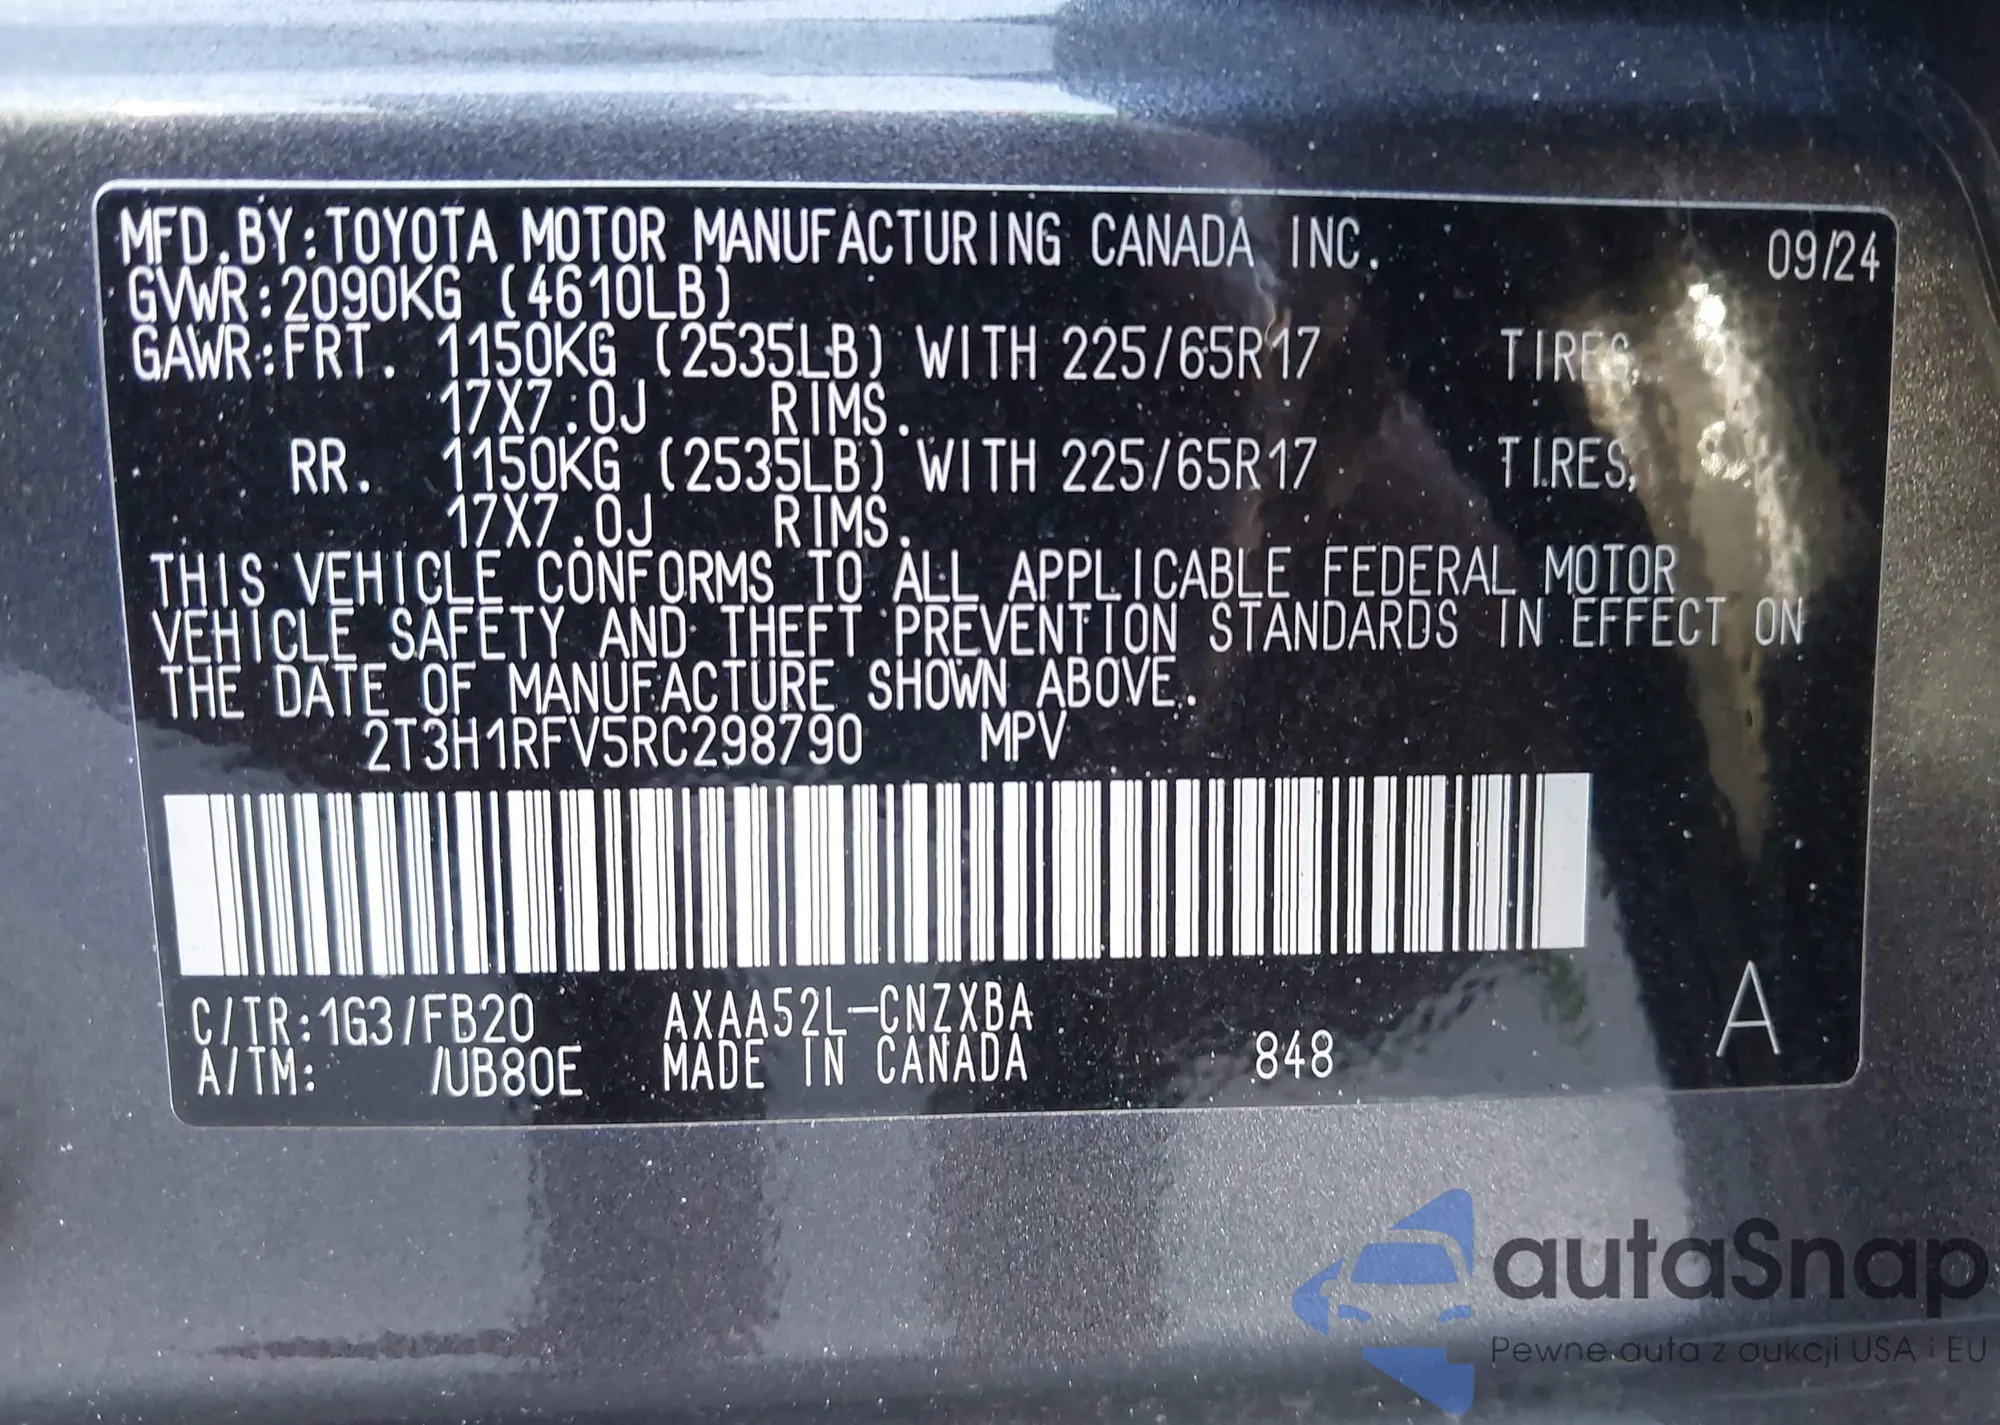 MFD.BY:TOYOTA MOTOR MANUFACTURING CANADA INC. 09/24
GVWR:2090KG (4610LB)
GAWR:FRT. 1150KG (2535LB) WITH 225/65R17 TIRES,
17X7.0J RIMS.
RR. 1150KG (2535LB) WITH 225/65R17 TIRES,
17X7.0J RIMS.
THIS VEHICLE CONFORMS TO ALL APPLICABLE FEDERAL MOTOR
VEHICLE SAFETY AND THEFT PREVENTION STANDARDS IN EFFECT ON
THE DATE OF MANUFACTURE SHOWN ABOVE.
2T3H1RFV5RC298790 MPV
C/TR:1G3/FB20 AXAA52L-CNZXBA
A/TM: /UB80E MADE IN CANADA 848 A
autaSnap
Pewne auta z aukcji USA i EU